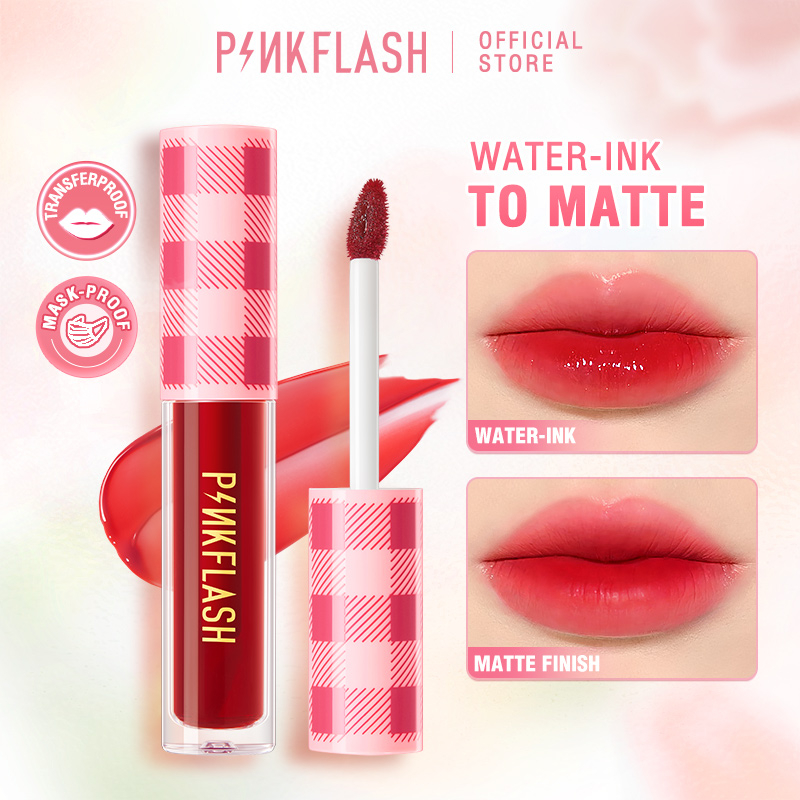 PINKFLASH
OFFICIAL
STORE
WATER-INK
TO MATTE
TRANSFERPROOF
MASK-PROOF
PINKFLASH
WATER-INK
MATTE FINISH